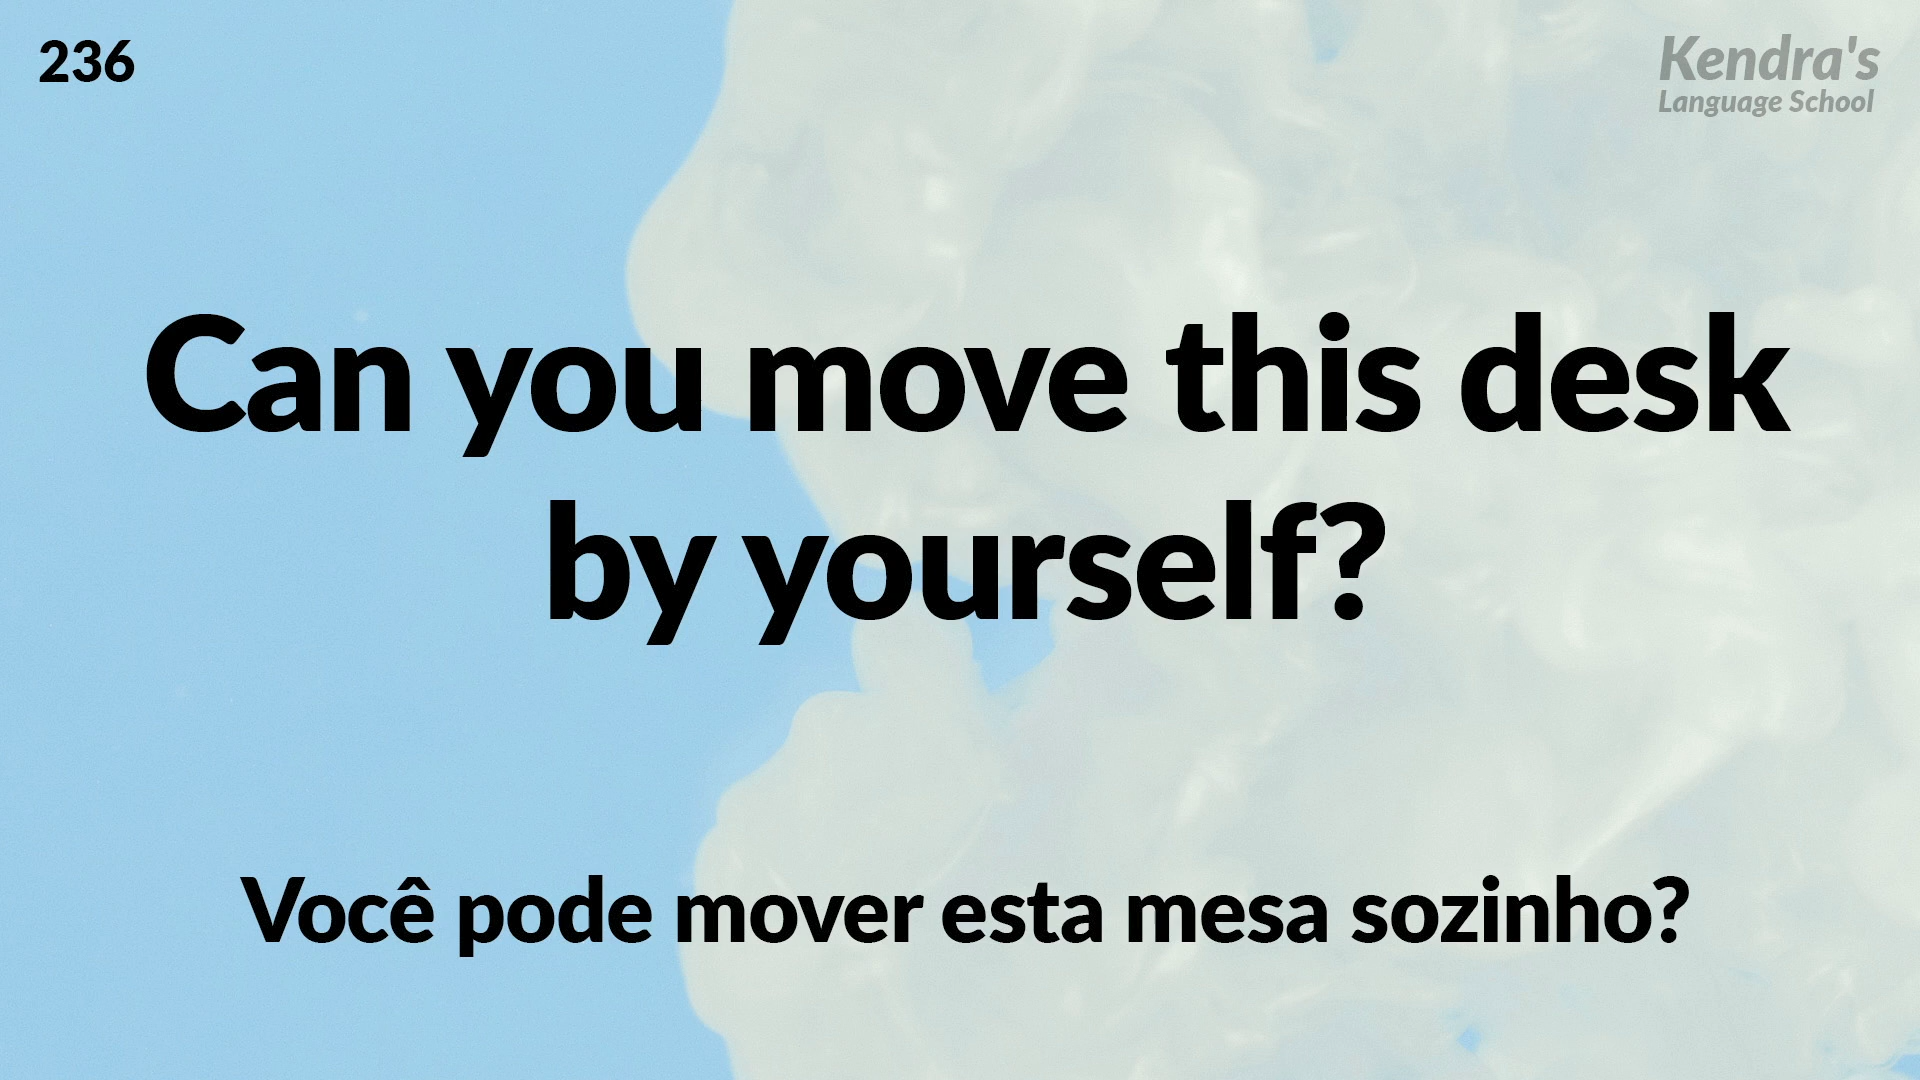 236
Kendra's
Language School
Can you move this desk
by yourself?
Você pode mover esta mesa sozinho?